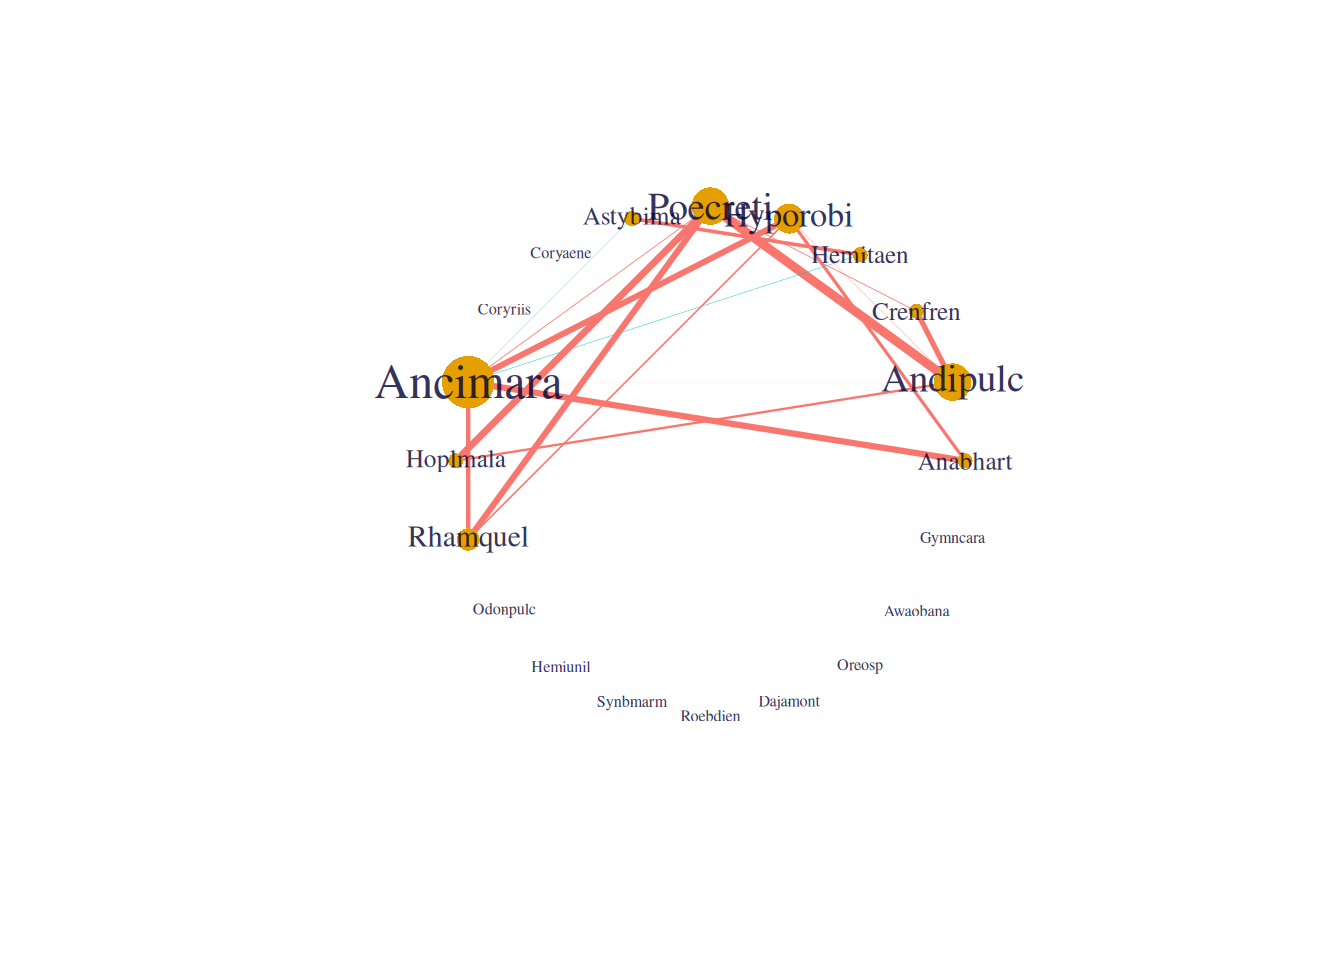 Poecreti
Astybima
Hyporobi
Coryaene
Hemitaen
Coryriis
Crenfren
Ancimara
Andipulc
Hoplmala
Anabhart
Rhamquel
Gymncara
Odonpulc
Awaobana
Hemiunil
Oreosp
Synbmarm
Dajamont
Roebdien